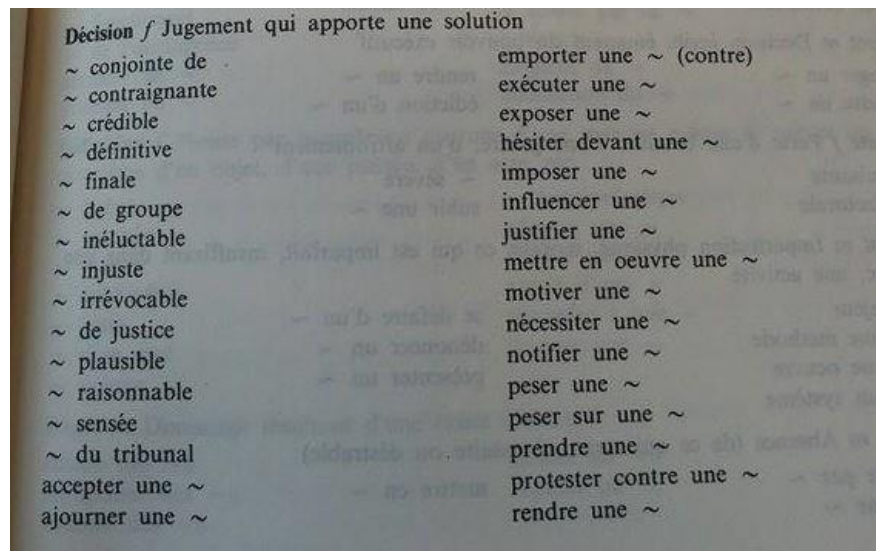 Décision f Jugement qui apporte une solution
~ conjointe de
~ contraignante
~ crédible
~ définitive
~ finale
~ de groupe
~ inéluctable
~ injuste
~ irrévocable
~ de justice
~ plausible
~ raisonnable
~ sensée
~ du tribunal
accepter une ~
ajourner une ~
emporter une ~ (contre)
exécuter une ~
exposer une ~
hésiter devant une ~
imposer une ~
influencer une ~
justifier une ~
mettre en oeuvre une ~
motiver une ~
nécessiter une ~
notifier une ~
peser une ~
peser sur une ~
prendre une ~
protester contre une ~
rendre une ~